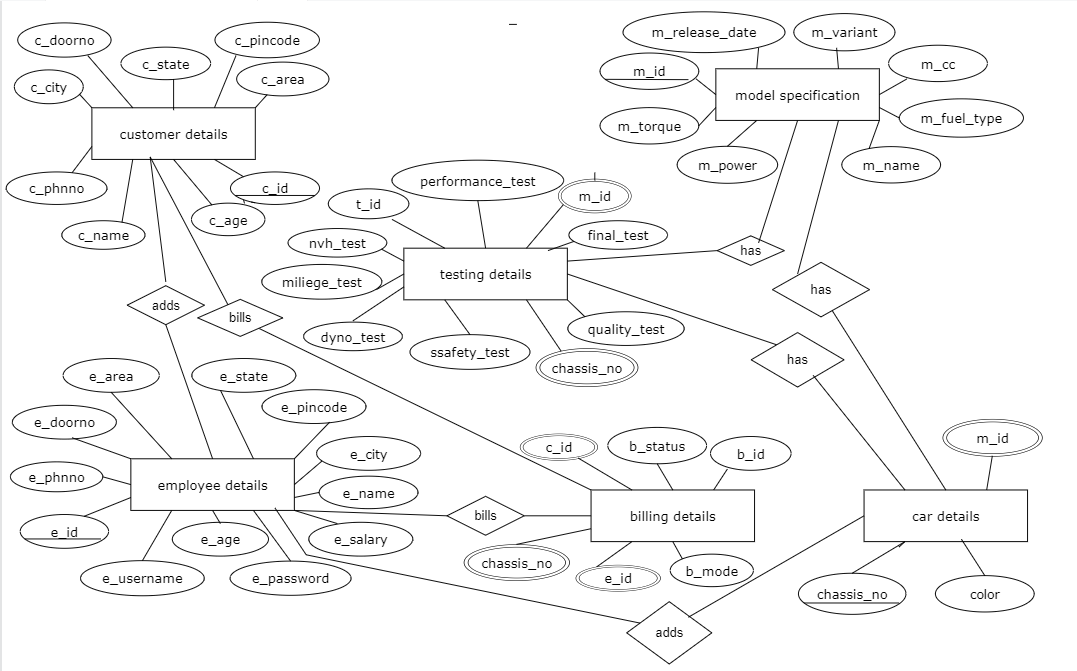 c_doorno
c_state
c_pincode
c_city
c_area
customer details
c_phnno
c_id
c_age
c_name
m_release_date
m_variant
m_id
m_cc
model specification
m_torque
m_fuel_type
m_power
m_name
performance_test
t_id
m_id
nvh_test
final_test
testing details
miliege_test
dyno_test
quality_test
ssafety_test
chassis_no
has
has
has
adds
bills
e_area
e_state
e_doorno
e_pincode
e_phnno
e_city
employee details
e_name
e_id
e_age
e_salary
e_username
e_password
bills
c_id
b_status
b_id
billing details
chassis_no
e_id
b_mode
m_id
car details
chassis_no
color
adds